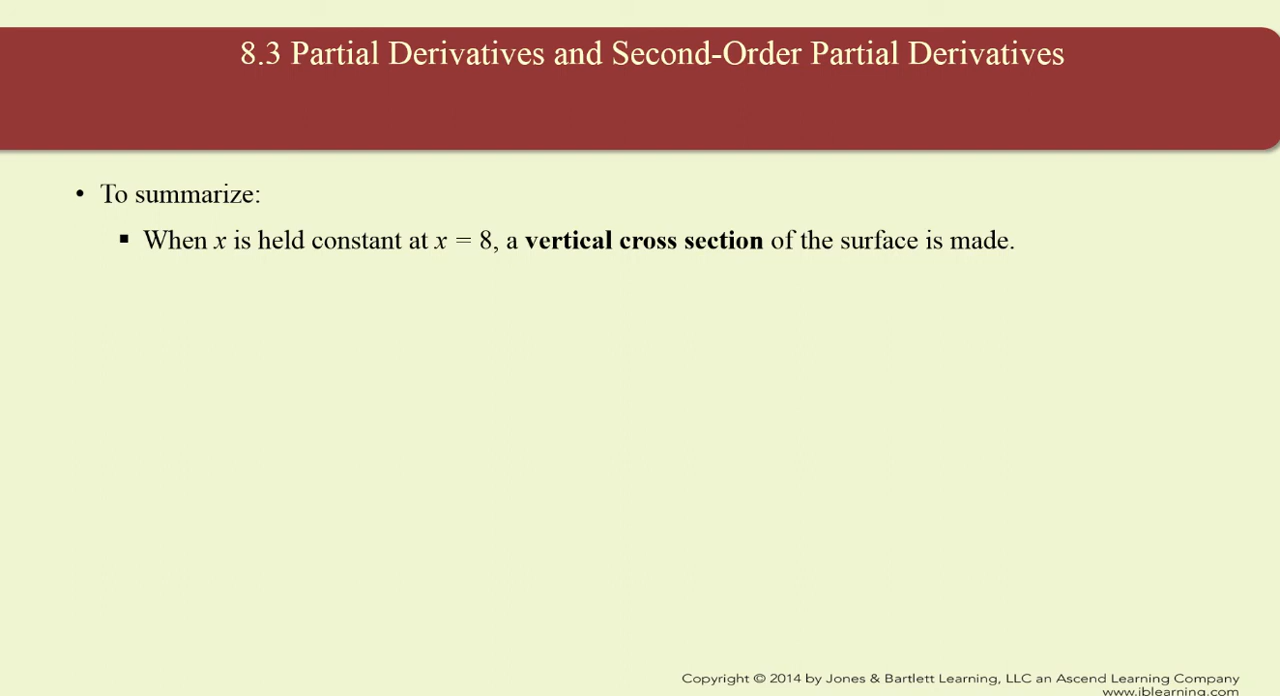 8.3 Partial Derivatives and Second-Order Partial Derivatives
• To summarize:
▪ When x is held constant at x = 8, a vertical cross section of the surface is made.
Copyright © 2014 by Jones & Bartlett Learning, LLC an Ascend Learning Company
www.jblearning.com